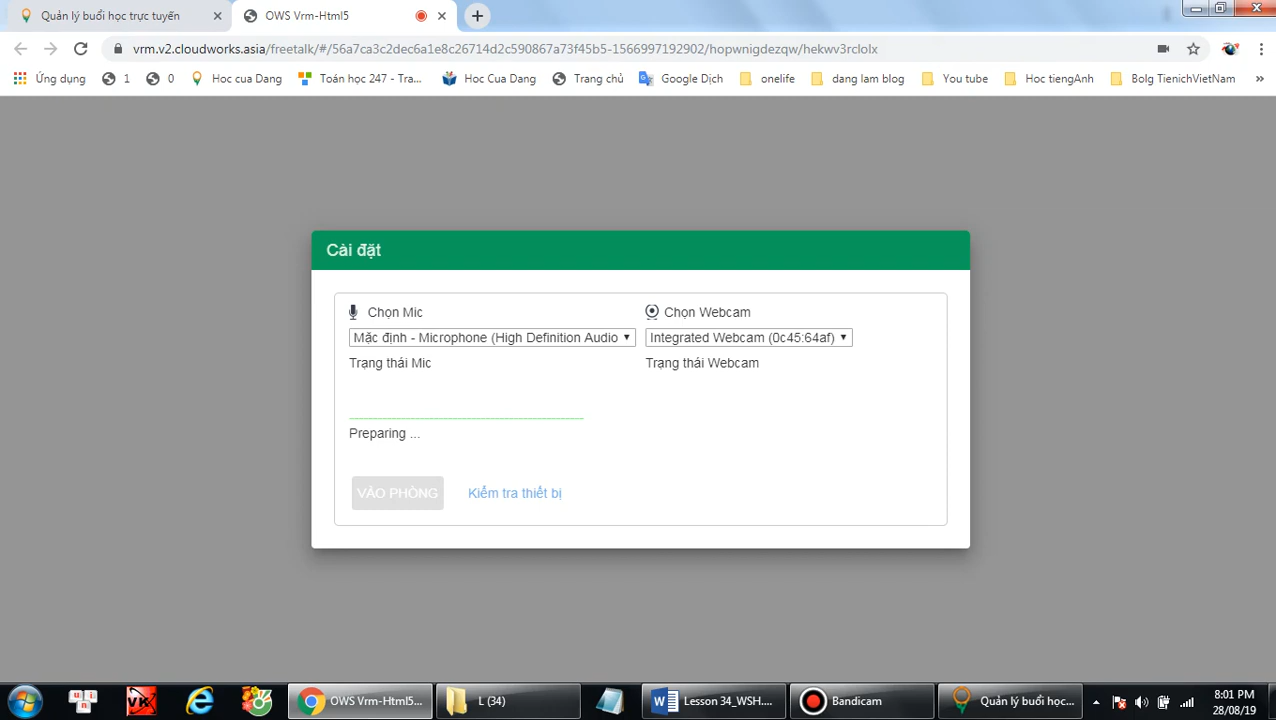 Quản lý buổi học trực tuyến
OWS Vrm-Html5
vrm.v2.cloudworks.asia/freetalk/#/56a7ca3c2dec6a1e8c26714d2c590867a73f45b5-1566997192902/hopwnigdezqw/hekwv3rclolx
Ứng dụng
1
0
Hoc cua Dang
Toán học 247 - Tra...
Học Cua Dang
Trang chủ
Google Dịch
onelife
dang lam blog
You tube
Hoc tiengAnh
Bolg TienichVietNam
»
Cài đặt
Chọn Mic
Chọn Webcam
Mặc định - Microphone (High Definition Audio
Integrated Webcam (0c45:64af)
Trạng thái Mic
Trạng thái Webcam
Preparing ...
VÀO PHÒNG
Kiểm tra thiết bị
OWS Vrm-Html5...
L (34)
Lesson 34_WSH....
Bandicam
Quản lý buổi học...
8:01 PM
28/08/19